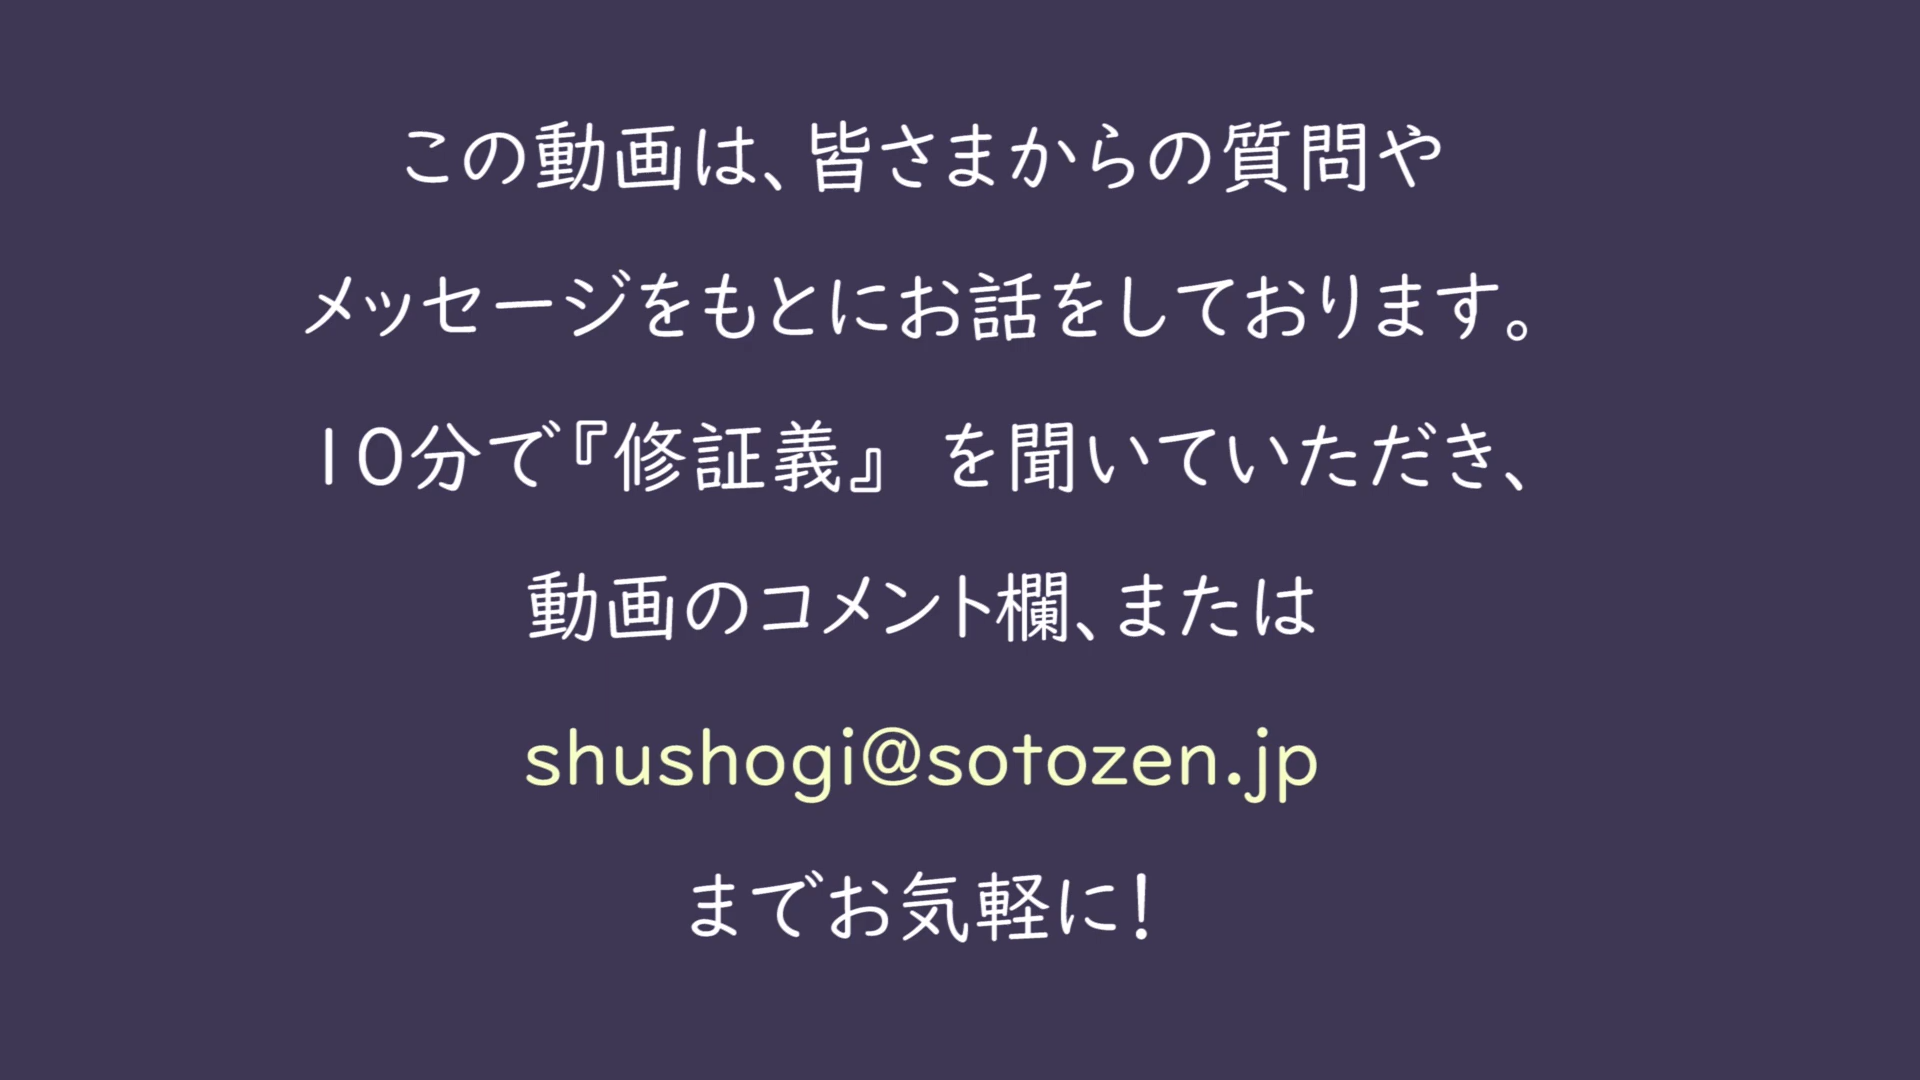 この動画は、皆さまからの質問や
メッセージをもとにお話をしております。
10分で『修証義』 を聞いていただき、
動画のコメント欄、または
shushogi@sotozen.jp
までお気軽に！